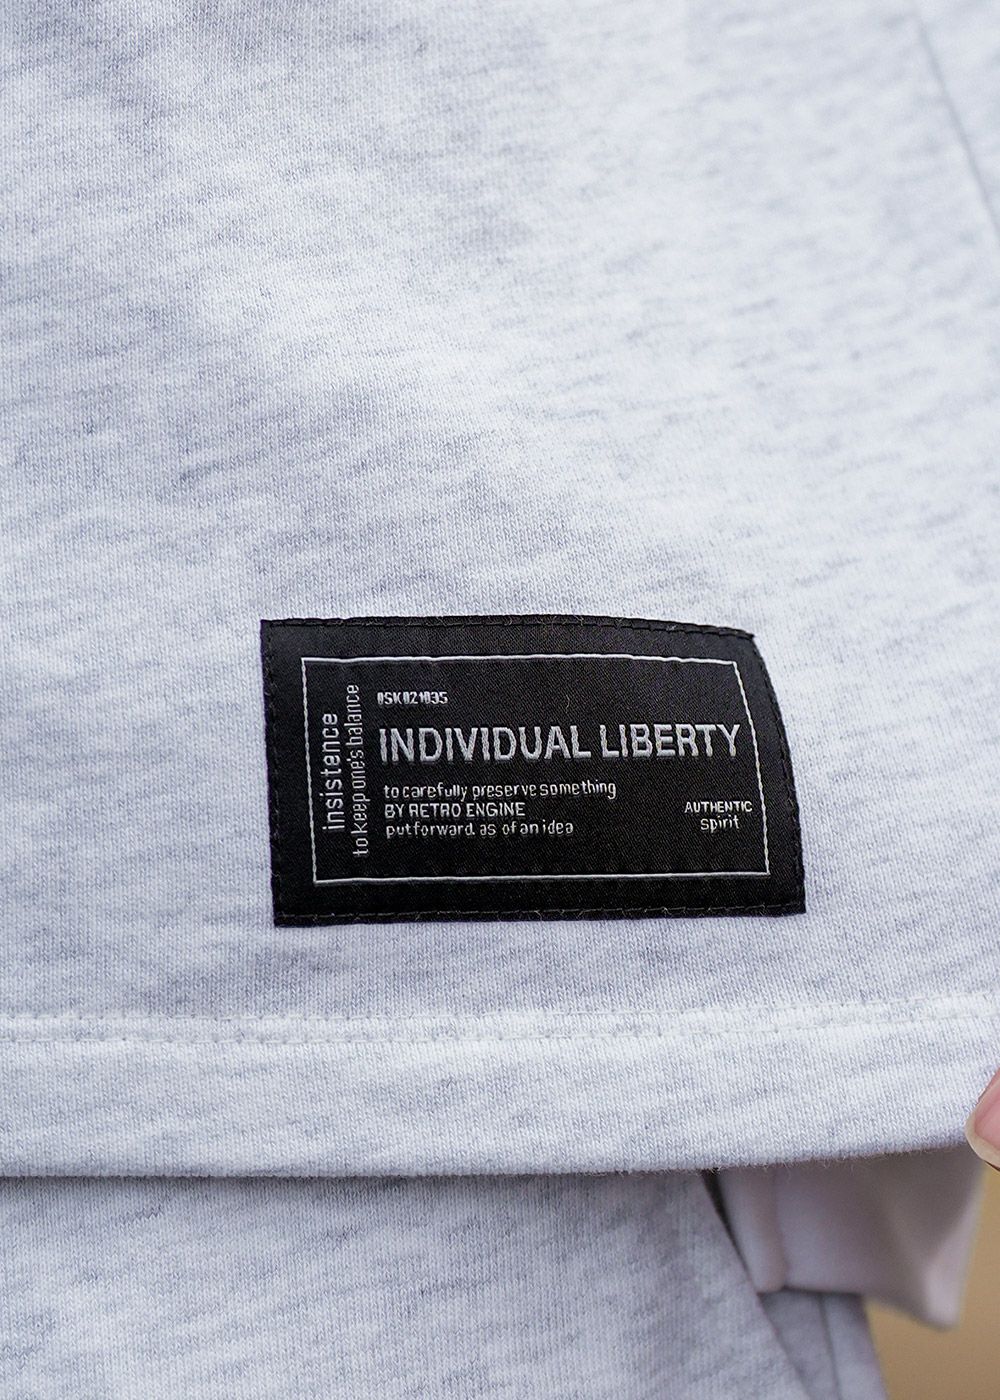 insistence
to keep one's balance
INDIVIDUAL LIBERTY
to carefully preserve something
BY RETRO ENGINE
put forward. as of an idea
AUTHENTIC
spirit